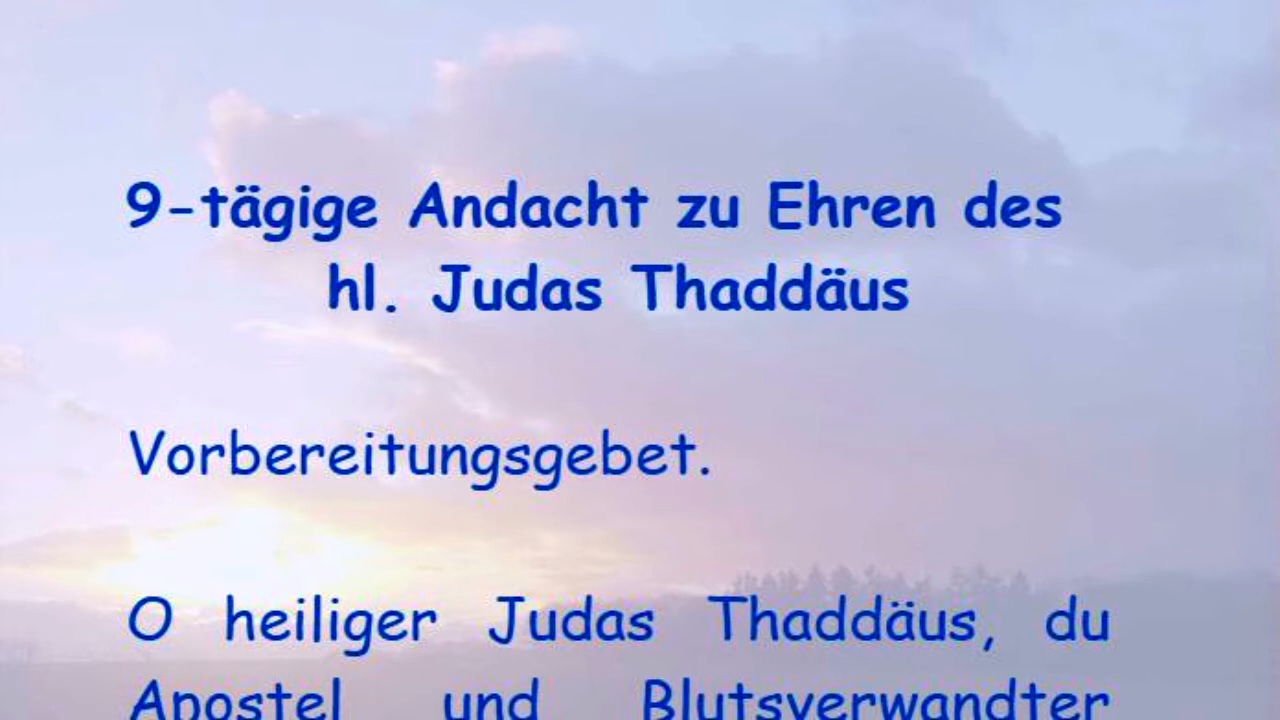 9-tägige Andacht zu Ehren des
hl. Judas Thaddäus
Vorbereitungsgebet.
O heiliger Judas Thaddäus, du
Apostel und Blutsverwandter